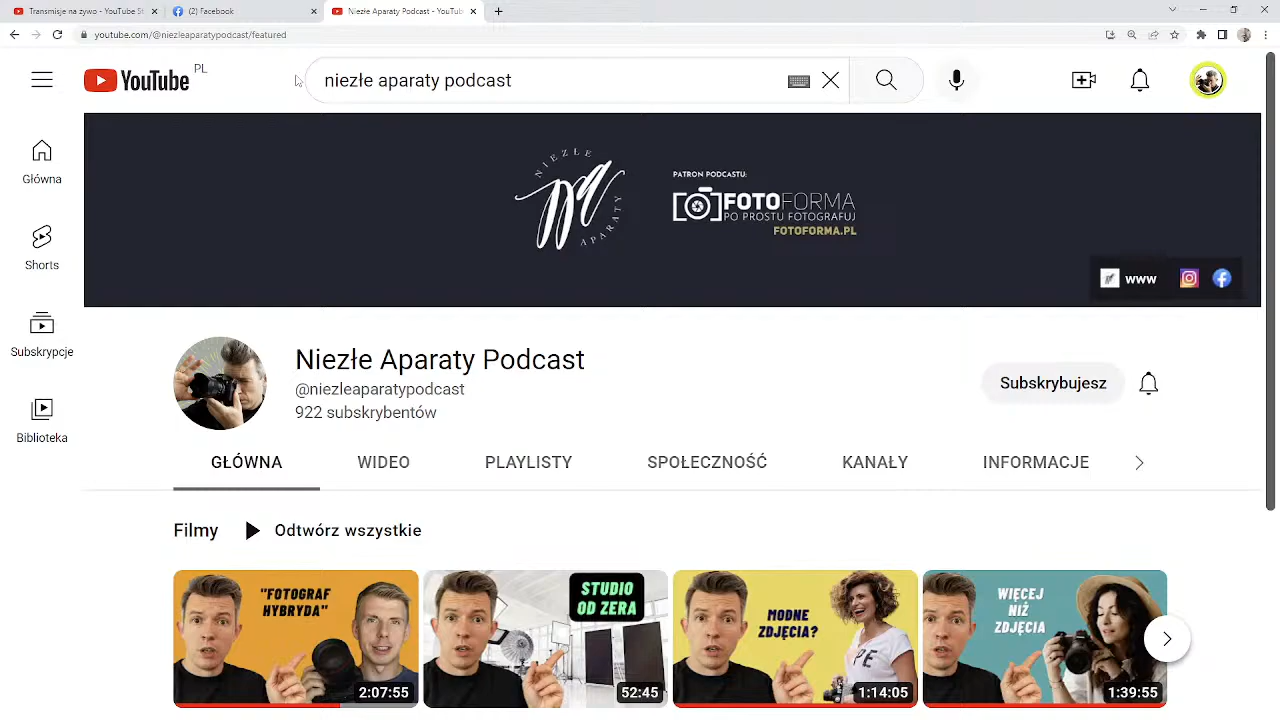 Transmisje na żywo - YouTube St
(2) Facebook
Niezłe Aparaty Podcast - YouTub
youtube.com/@niezleaparatypodcast/featured
YouTube PL
niezłe aparaty podcast
Główna
Shorts
Subskrypcje
Biblioteka
NIEZŁE
APARATY
PATRON PODCASTU:
FOTOFORMA
PO PROSTU FOTOGRAFUJ
FOTOFORMA.PL
www
Niezłe Aparaty Podcast
@niezleaparatypodcast
922 subskrybentów
Subskrybujesz
GŁÓWNA WIDEO PLAYLISTY SPOŁECZNOŚĆ KANAŁY INFORMACJE
Filmy Odtwórz wszystkie
"FOTOGRAF
HYBRYDA"
2:07:55
STUDIO
OD ZERA
52:45
MODNE
ZDJĘCIA?
1:14:05
WIĘCEJ
NIŻ
ZDJĘCIA
1:39:55